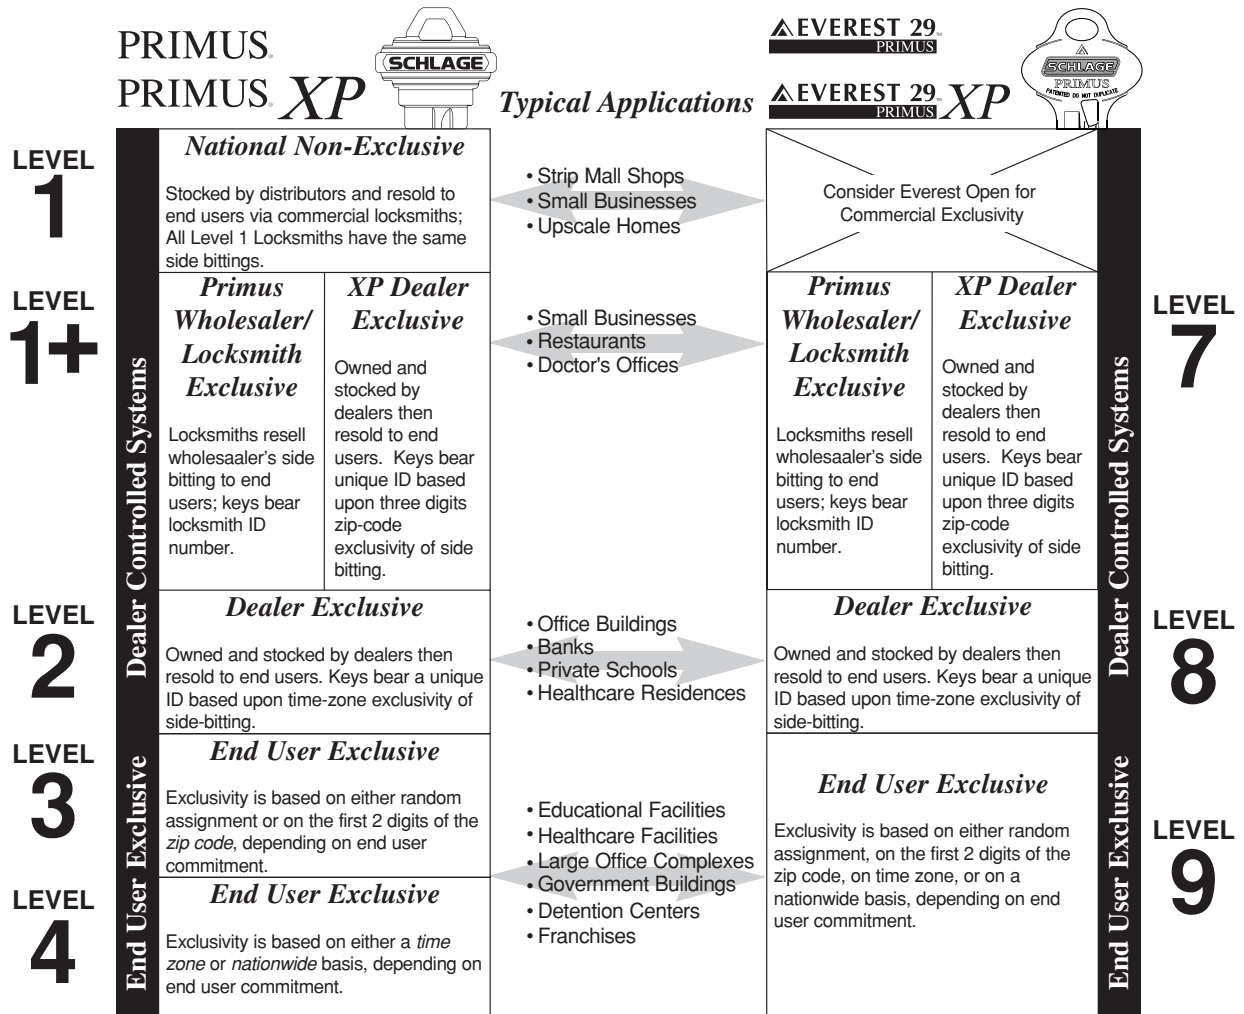 PRIMUS®
PRIMUS® XP
SCHLAGE
Typical Applications
EVEREST 29™
PRIMUS
EVEREST 29™
PRIMUS XP
SCHLAGE
PRIMUS
PATENTED DO NOT DUPLICATE
LEVEL
1
National Non-Exclusive
Stocked by distributors and resold to
end users via commercial locksmiths;
All Level 1 Locksmiths have the same
side bittings.
• Strip Mall Shops
• Small Businesses
• Upscale Homes
Consider Everest Open for
Commercial Exclusivity
LEVEL
1+
Dealer Controlled Systems
Primus
Wholesaler/
Locksmith
Exclusive
Locksmiths resell
wholesaaler's side
bitting to end
users; keys bear
locksmith ID
number.
XP Dealer
Exclusive
Owned and
stocked by
dealers then
resold to end
users. Keys bear
unique ID based
upon three digits
zip-code
exclusivity of side
bitting.
• Small Businesses
• Restaurants
• Doctor's Offices
Primus
Wholesaler/
Locksmith
Exclusive
Locksmiths resell
wholesaaler's side
bitting to end
users; keys bear
locksmith ID
number.
XP Dealer
Exclusive
Owned and
stocked by
dealers then
resold to end
users. Keys bear
unique ID based
upon three digits
zip-code
exclusivity of side
bitting.
LEVEL
7
Dealer Controlled Systems
LEVEL
2
Dealer Exclusive
Owned and stocked by dealers then
resold to end users. Keys bear a unique
ID based upon time-zone exclusivity of
side-bitting.
• Office Buildings
• Banks
• Private Schools
• Healthcare Residences
Dealer Exclusive
Owned and stocked by dealers then
resold to end users. Keys bear a unique
ID based upon time-zone exclusivity of
side-bitting.
LEVEL
8
LEVEL
3
End User Exclusive
End User Exclusive
Exclusivity is based on either random
assignment or on the first 2 digits of the
zip code, depending on end user
commitment.
LEVEL
4
End User Exclusive
Exclusivity is based on either a time
zone or nationwide basis, depending on
end user commitment.
• Educational Facilities
• Healthcare Facilities
• Large Office Complexes
• Government Buildings
• Detention Centers
• Franchises
End User Exclusive
Exclusivity is based on either random
assignment, on the first 2 digits of the
zip code, on time zone, or on a
nationwide basis, depending on end
user commitment.
End User Exclusive
LEVEL
9